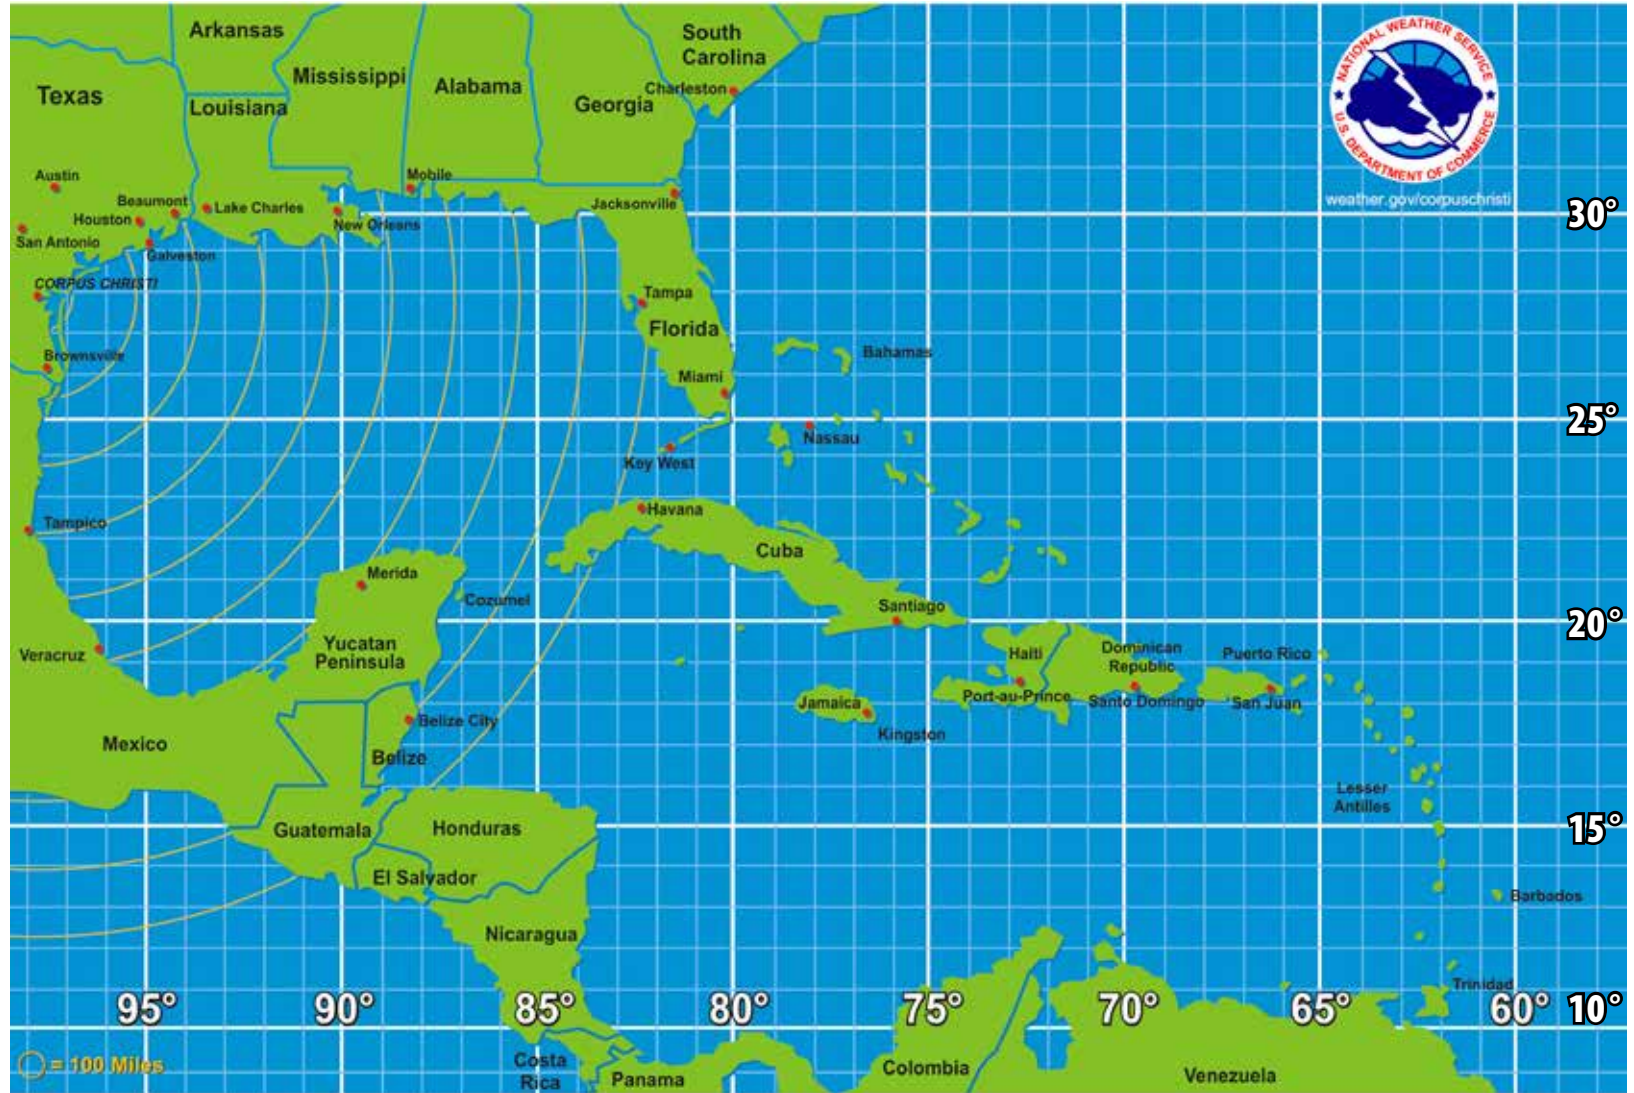 Arkansas
South
Carolina
NATIONAL WEATHER SERVICE
U.S. DEPARTMENT OF COMMERCE
weather.gov/corpuschristi
Texas
Mississippi
Alabama
Charleston
Louisiana
Georgia
Austin
Mobile
Beaumont
Lake Charles
Jacksonville
Houston
New Orleans
30°
San Antonio
Galveston
CORPUS CHRISTI
Tampa
Florida
Brownsville
Bahamas
Miami
25°
Nassau
Key West
Tampico
Havana
Cuba
Merida
Cozumel
Santiago
20°
Yucatan
Peninsula
Veracruz
Haiti
Dominican
Republic
Puerto Rico
Port-au-Prince
Santo Domingo
San Juan
Jamaica
Kingston
Belize City
Mexico
Belize
Lesser
Antilles
Guatemala
Honduras
15°
El Salvador
Barbados
Nicaragua
Trinidad
95°
90°
85°
80°
75°
70°
65°
60°
10°
= 100 Miles
Costa
Rica
Panama
Colombia
Venezuela